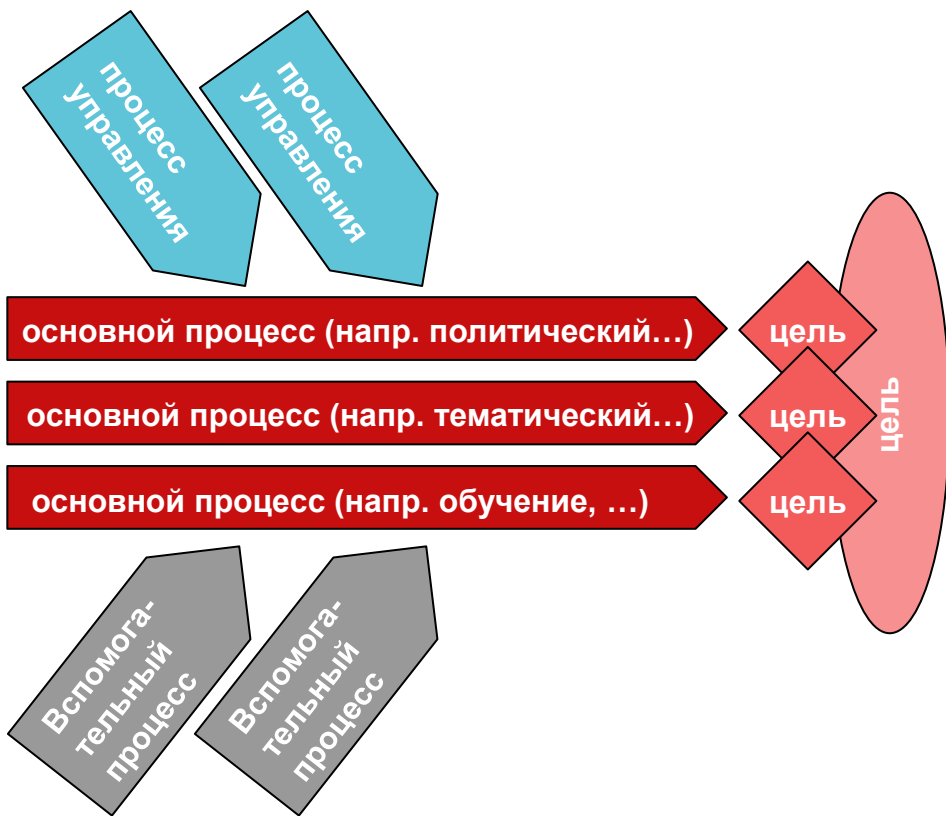 процесс
управления
процесс
управления
основной процесс (напр. политический…)
цель
основной процесс (напр. тематический…)
цель
основной процесс (напр. обучение, …)
цель
цель
Вспомога-
тельный
процесс
Вспомога-
тельный
процесс